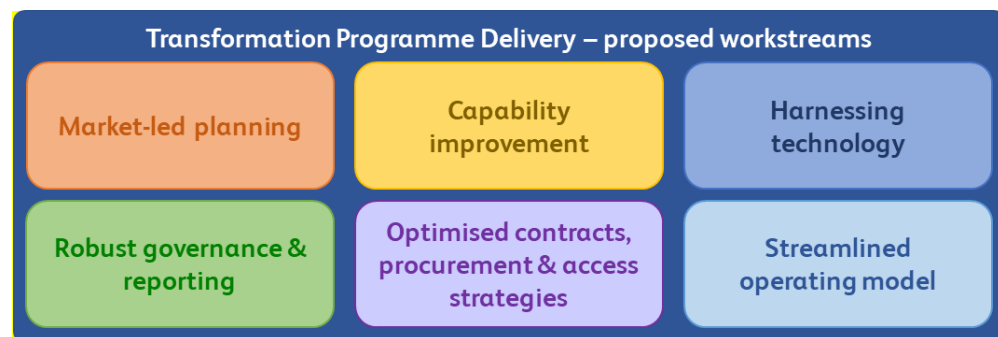 Transformation Programme Delivery – proposed workstreams
Market-led planning
Capability
improvement
Harnessing
technology
Robust governance &
reporting
Optimised contracts,
procurement & access
strategies
Streamlined
operating model